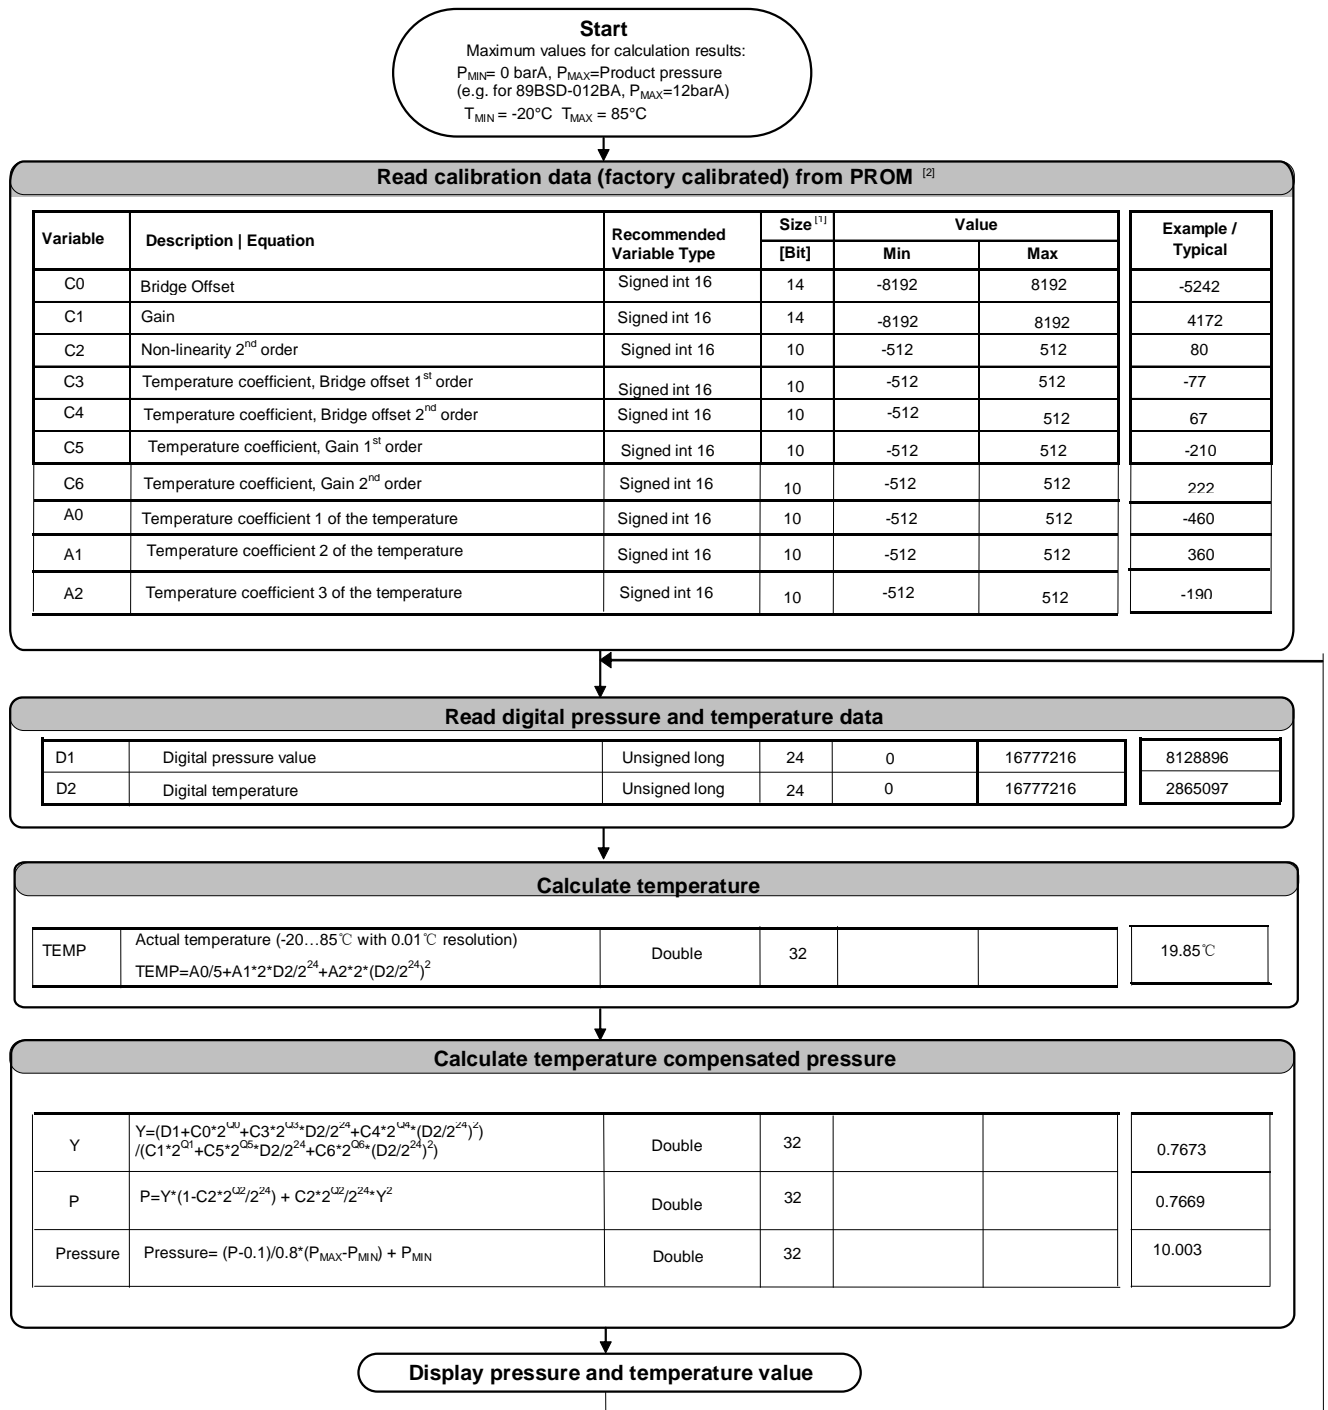 Start
Maximum values for calculation results:
PMIN= 0 barA, PMAX=Product pressure
(e.g. for 89BSD-012BA, PMAX=12barA)
TMIN = -20°C TMAX = 85°C
Read calibration data (factory calibrated) from PROM [2]
Variable Description | Equation Recommended Variable Type Size [1] [Bit] Value Min Max Example / Typical
C0 Bridge Offset Signed int 16 14 -8192 8192 -5242
C1 Gain Signed int 16 14 -8192 8192 4172
C2 Non-linearity 2nd order Signed int 16 10 -512 512 80
C3 Temperature coefficient, Bridge offset 1st order Signed int 16 10 -512 512 -77
C4 Temperature coefficient, Bridge offset 2nd order Signed int 16 10 -512 512 67
C5 Temperature coefficient, Gain 1st order Signed int 16 10 -512 512 -210
C6 Temperature coefficient, Gain 2nd order Signed int 16 10 -512 512 222
A0 Temperature coefficient 1 of the temperature Signed int 16 10 -512 512 -460
A1 Temperature coefficient 2 of the temperature Signed int 16 10 -512 512 360
A2 Temperature coefficient 3 of the temperature Signed int 16 10 -512 512 -190
Read digital pressure and temperature data
D1 Digital pressure value Unsigned long 24 0 16777216 8128896
D2 Digital temperature Unsigned long 24 0 16777216 2865097
Calculate temperature
TEMP Actual temperature (-20…85℃ with 0.01℃ resolution) Double 32 19.85℃
TEMP=A0/5+A1*2*D2/2^24+A2*2*(D2/2^24)^2
Calculate temperature compensated pressure
Y Y=(D1+C0*2^Q0+C3*2^Q3*D2/2^24+C4*2^Q4*(D2/2^24)^2)
/(C1*2^Q1+C5*2^Q5*D2/2^24+C6*2^Q6*(D2/2^24)^2) Double 32 0.7673
P P=Y*(1-C2*2^Q2/2^24) + C2*2^Q2/2^24*Y^2 Double 32 0.7669
Pressure Pressure= (P-0.1)/0.8*(PMAX-PMIN) + PMIN Double 32 10.003
Display pressure and temperature value